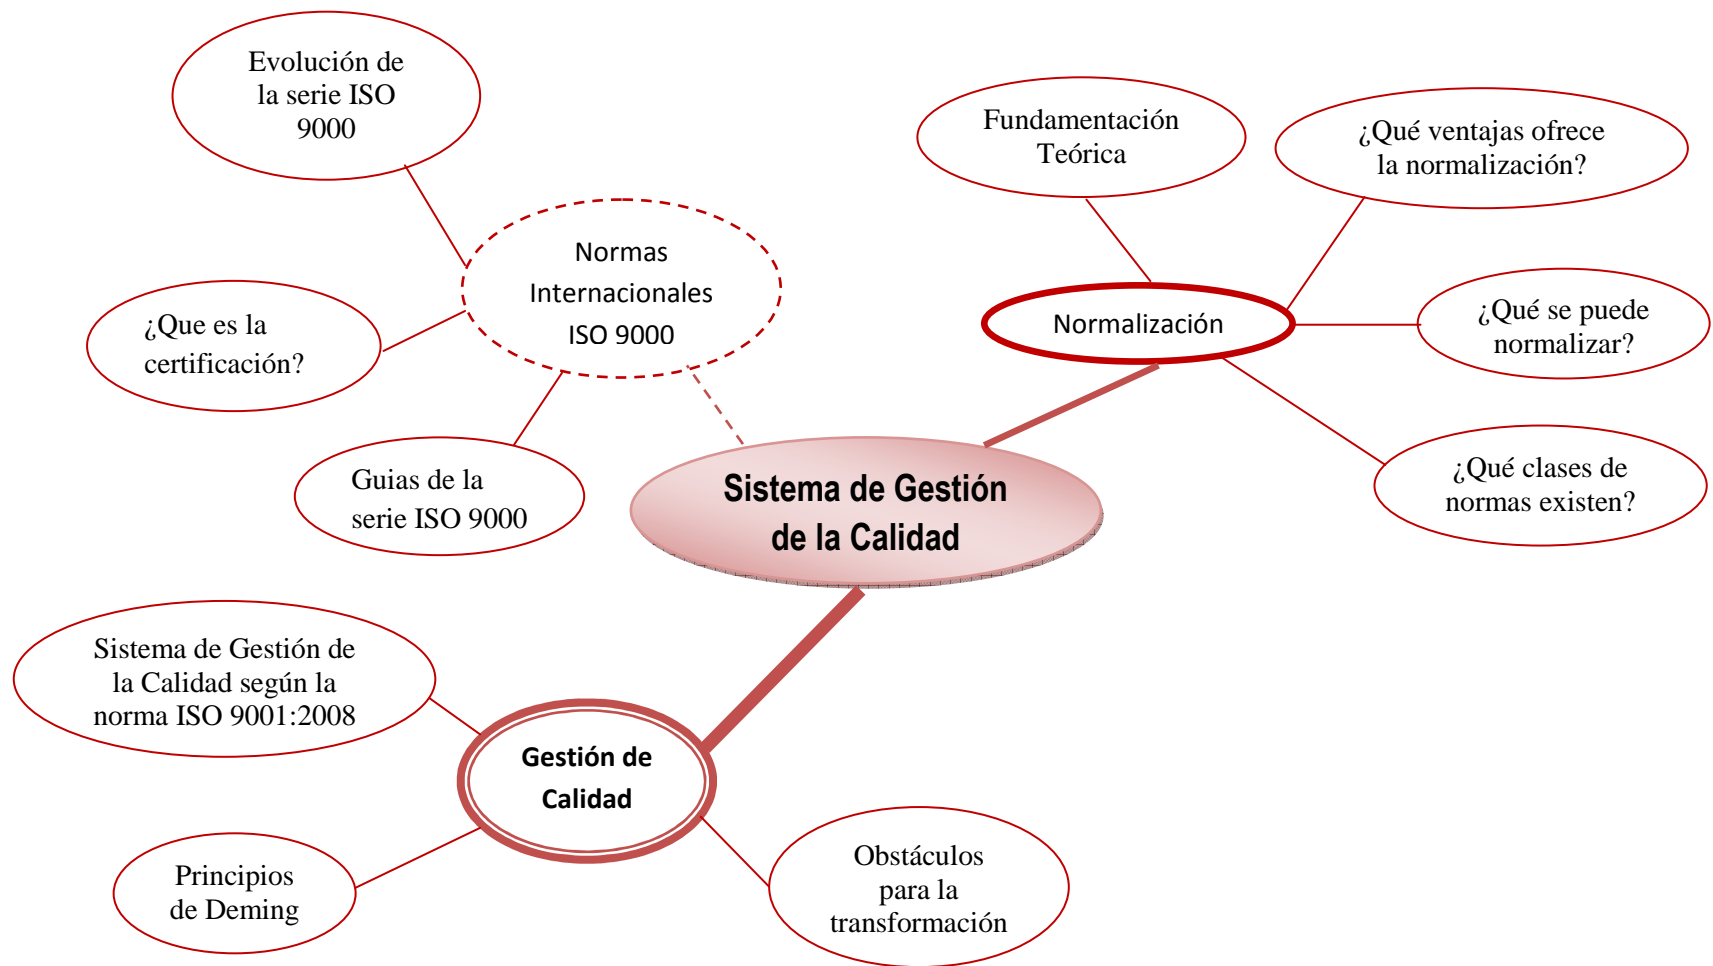 Evolución de
la serie ISO
9000
Fundamentación
Teórica
¿Qué ventajas ofrece
la normalización?
Normas
Internacionales
ISO 9000
¿Que es la
certificación?
Normalización
¿Qué se puede
normalizar?
Guias de la
serie ISO 9000
Sistema de Gestión
de la Calidad
¿Qué clases de
normas existen?
Sistema de Gestión de
la Calidad según la
norma ISO 9001:2008
Gestión de
Calidad
Principios
de Deming
Obstáculos
para la
transformación